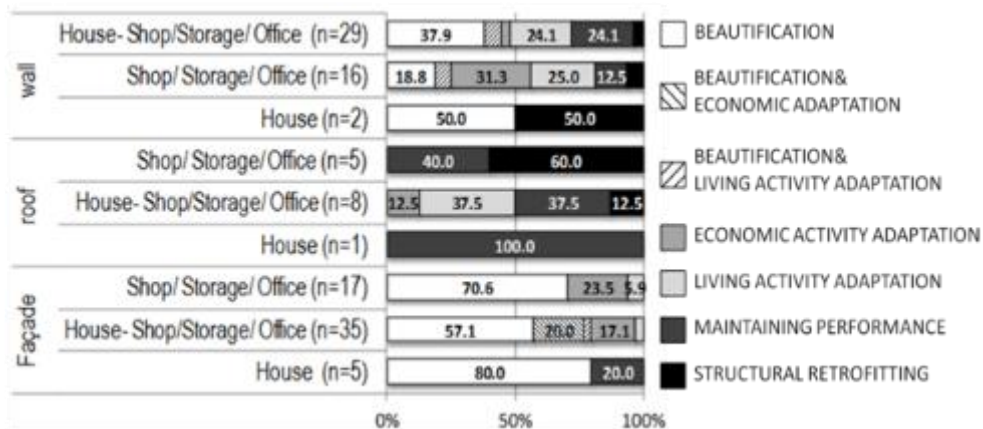 wall
House- Shop/Storage/ Office (n=29)
37.9
24.1
24.1
Shop/ Storage/ Office (n=16)
18.8
31.3
25.0
12.5
House (n=2)
50.0
50.0
roof
Shop/ Storage/ Office (n=5)
40.0
60.0
House- Shop/Storage/ Office (n=8)
12.5
37.5
37.5
12.5
House (n=1)
100.0
Façade
Shop/ Storage/ Office (n=17)
70.6
23.5
5.9
House- Shop/Storage/ Office (n=35)
57.1
20.0
17.1
House (n=5)
80.0
20.0
0%
50%
100%
BEAUTIFICATION
BEAUTIFICATION&
ECONOMIC ADAPTATION
BEAUTIFICATION&
LIVING ACTIVITY ADAPTATION
ECONOMIC ACTIVITY ADAPTATION
LIVING ACTIVITY ADAPTATION
MAINTAINING PERFORMANCE
STRUCTURAL RETROFITTING